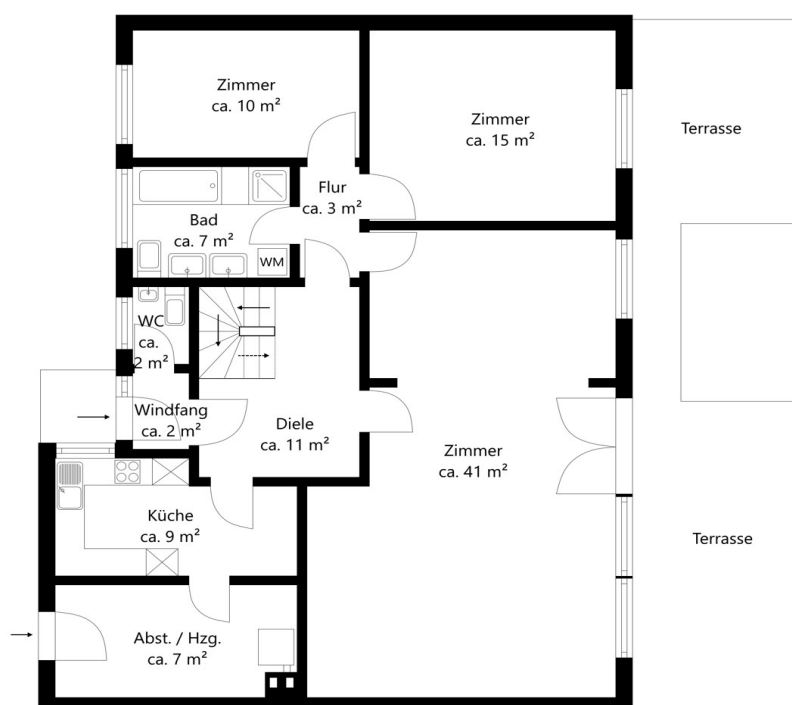 Zimmer
ca. 10 m²
Zimmer
ca. 15 m²
Terrasse
Flur
ca. 3 m²
Bad
ca. 7 m²
WM
WC
ca.
2 m²
Windfang
ca. 2 m²
Diele
ca. 11 m²
Zimmer
ca. 41 m²
Küche
ca. 9 m²
Terrasse
Abst. / Hzg.
ca. 7 m²